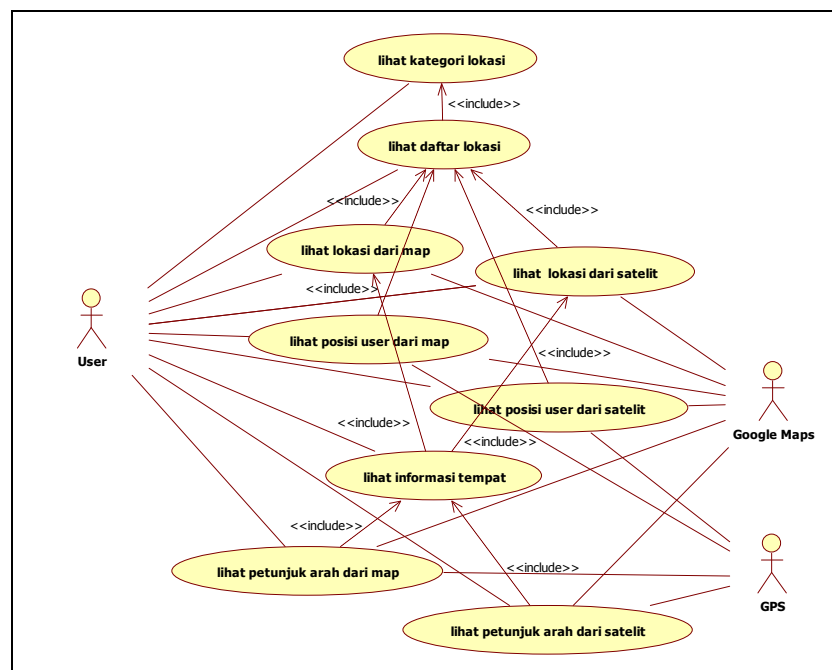 lihat kategori lokasi
<<include>>
lihat daftar lokasi
<<include>>
<<include>>
lihat lokasi dari map
lihat  lokasi dari satelit
<<include>>
lihat posisi user dari map
<<include>>
User
lihat posisi user dari satelit
Google Maps
<<include>>
<<include>>
lihat informasi tempat
<<include>>
<<include>>
lihat petunjuk arah dari map
GPS
lihat petunjuk arah dari satelit